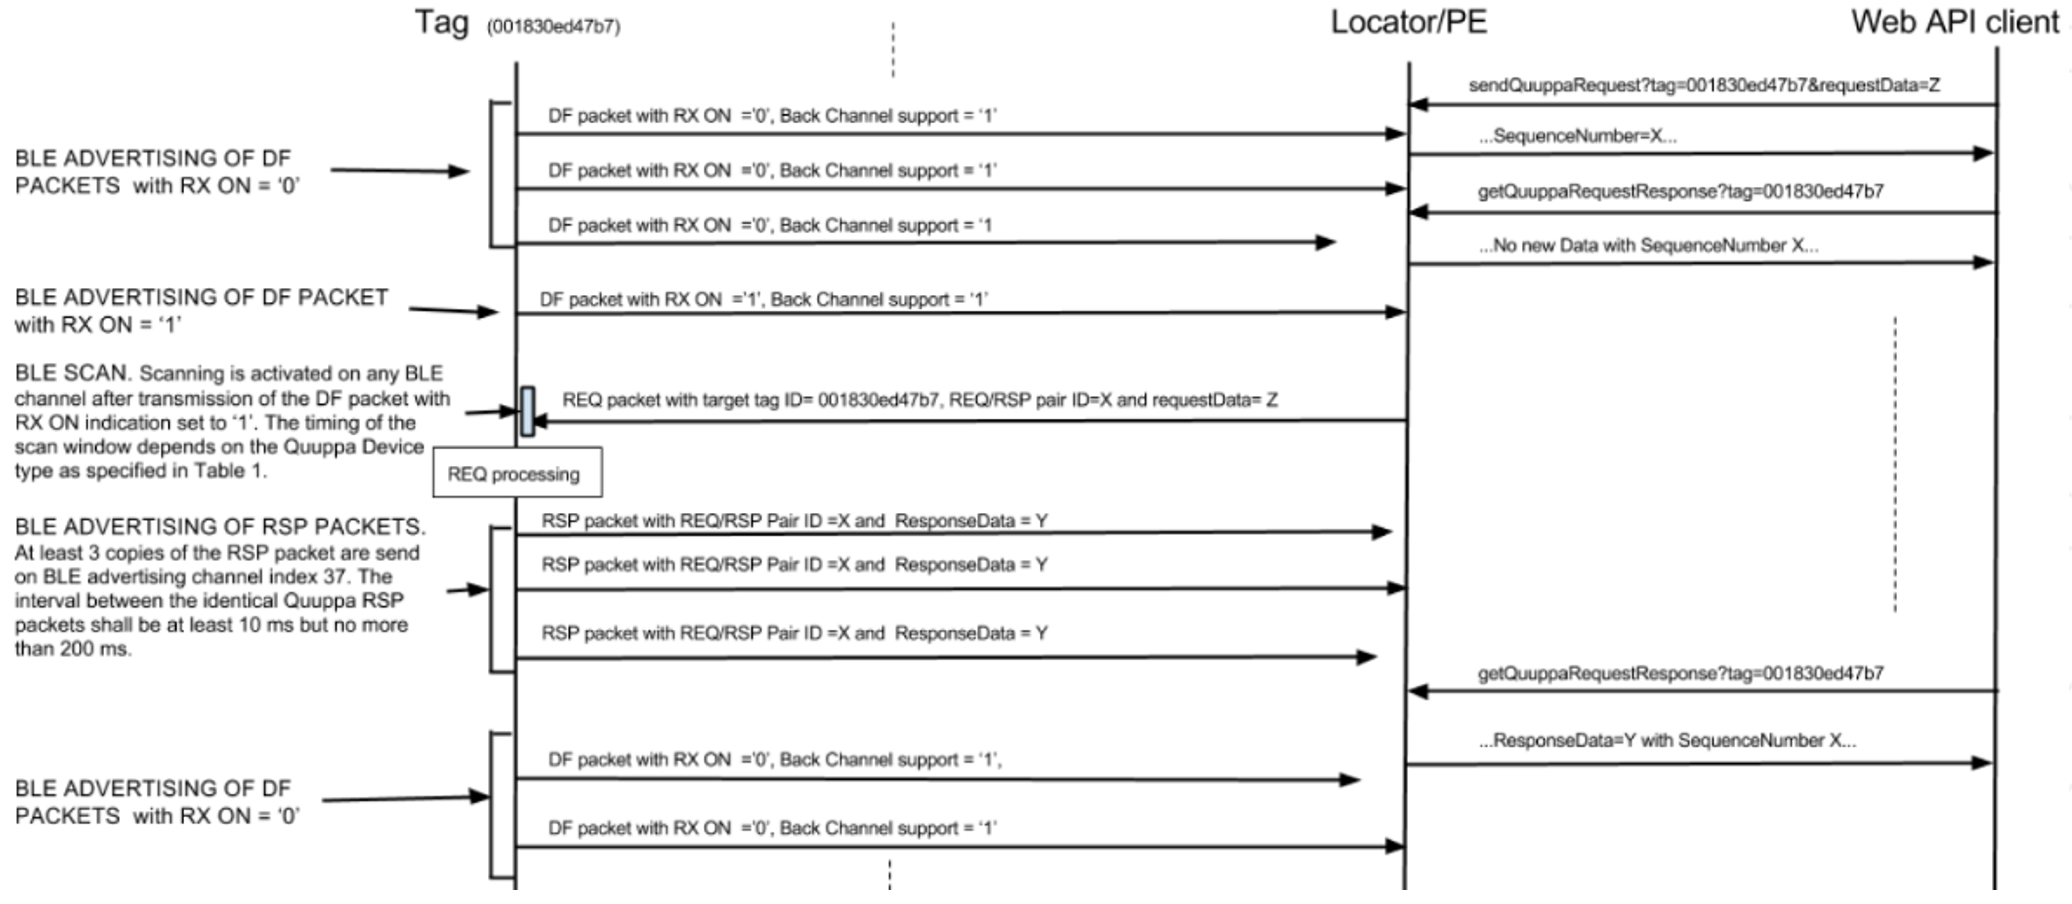 Tag (001830ed47b7)
Locator/PE
Web API client
sendQuuppaRequest?tag=001830ed47b7&requestData=Z
DF packet with RX ON ='0', Back Channel support = '1'
...SequenceNumber=X...
BLE ADVERTISING OF DF
PACKETS with RX ON = '0'
DF packet with RX ON ='0', Back Channel support = '1'
getQuuppaRequestResponse?tag=001830ed47b7
DF packet with RX ON ='0', Back Channel support = '1
...No new Data with SequenceNumber X...
BLE ADVERTISING OF DF PACKET
with RX ON = '1'
DF packet with RX ON ='1', Back Channel support = '1'
BLE SCAN. Scanning is activated on any BLE
channel after transmission of the DF packet with
RX ON indication set to '1'. The timing of the
scan window depends on the Quuppa Device
type as specified in Table 1.
REQ packet with target tag ID= 001830ed47b7, REQ/RSP pair ID=X and requestData= Z
REQ processing
BLE ADVERTISING OF RSP PACKETS.
At least 3 copies of the RSP packet are send
on BLE advertising channel index 37. The
interval between the identical Quuppa RSP
packets shall be at least 10 ms but no more
than 200 ms.
RSP packet with REQ/RSP Pair ID =X and ResponseData = Y
RSP packet with REQ/RSP Pair ID =X and ResponseData = Y
RSP packet with REQ/RSP Pair ID =X and ResponseData = Y
getQuuppaRequestResponse?tag=001830ed47b7
...ResponseData=Y with SequenceNumber X...
DF packet with RX ON ='0', Back Channel support = '1',
BLE ADVERTISING OF DF
PACKETS with RX ON = '0'
DF packet with RX ON ='0', Back Channel support = '1'